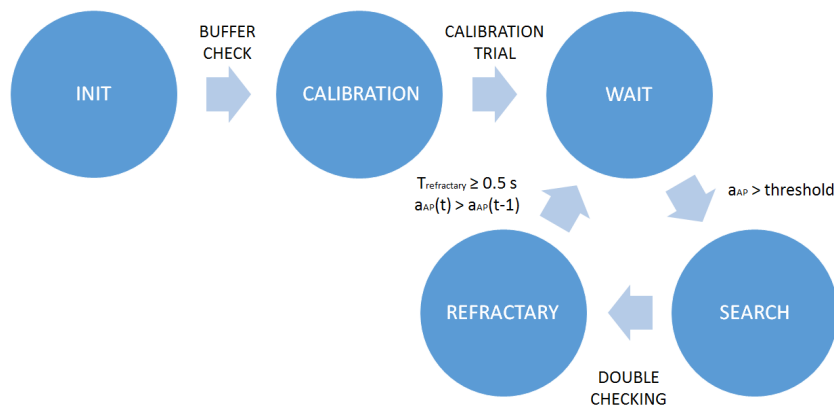 BUFFER
CHECK
CALIBRATION
TRIAL
INIT
CALIBRATION
WAIT
Trefractary ≥ 0.5 s
aAP(t) > aAP(t-1)
aAP > threshold
REFRACTARY
SEARCH
DOUBLE
CHECKING